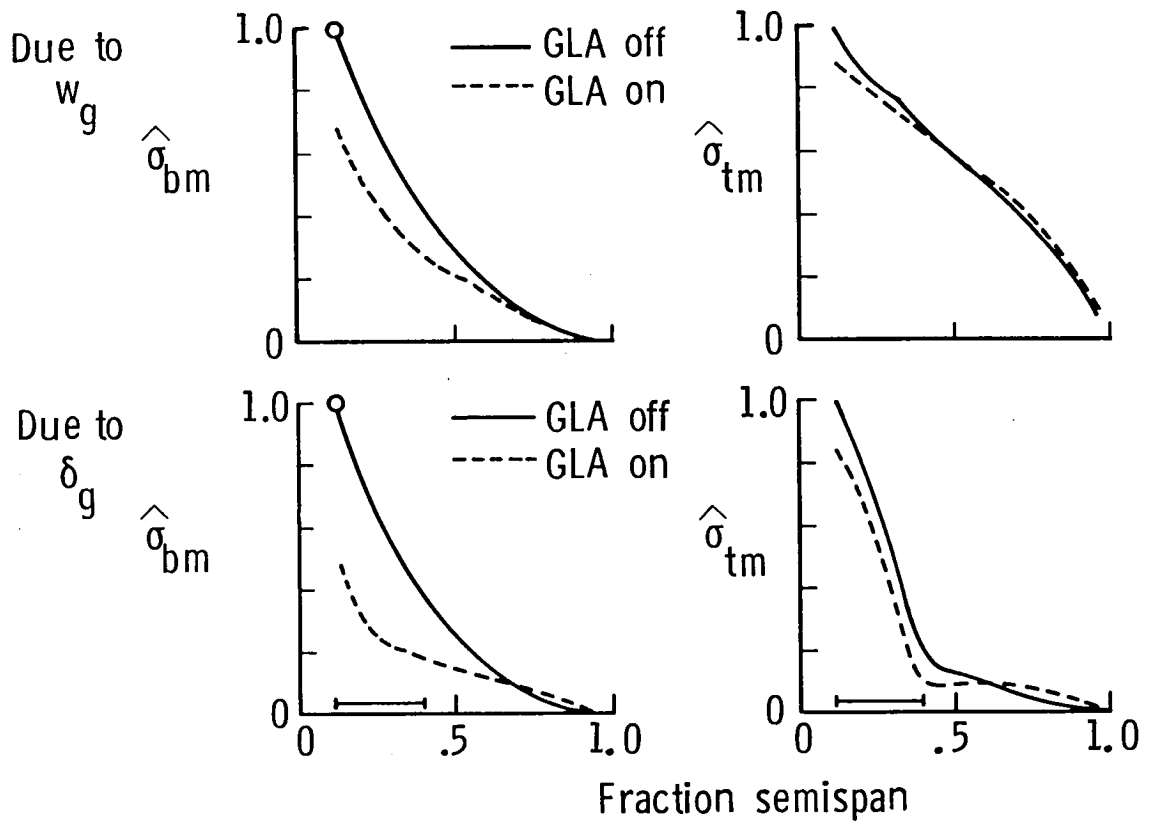 Due to
w_g
σ̂_bm
1.0
0
GLA off
GLA on
σ̂_tm
1.0
0
Due to
δ_g
σ̂_bm
1.0
0
GLA off
GLA on
0 .5 1.0
σ̂_tm
1.0
0
0 .5 1.0
Fraction semispan